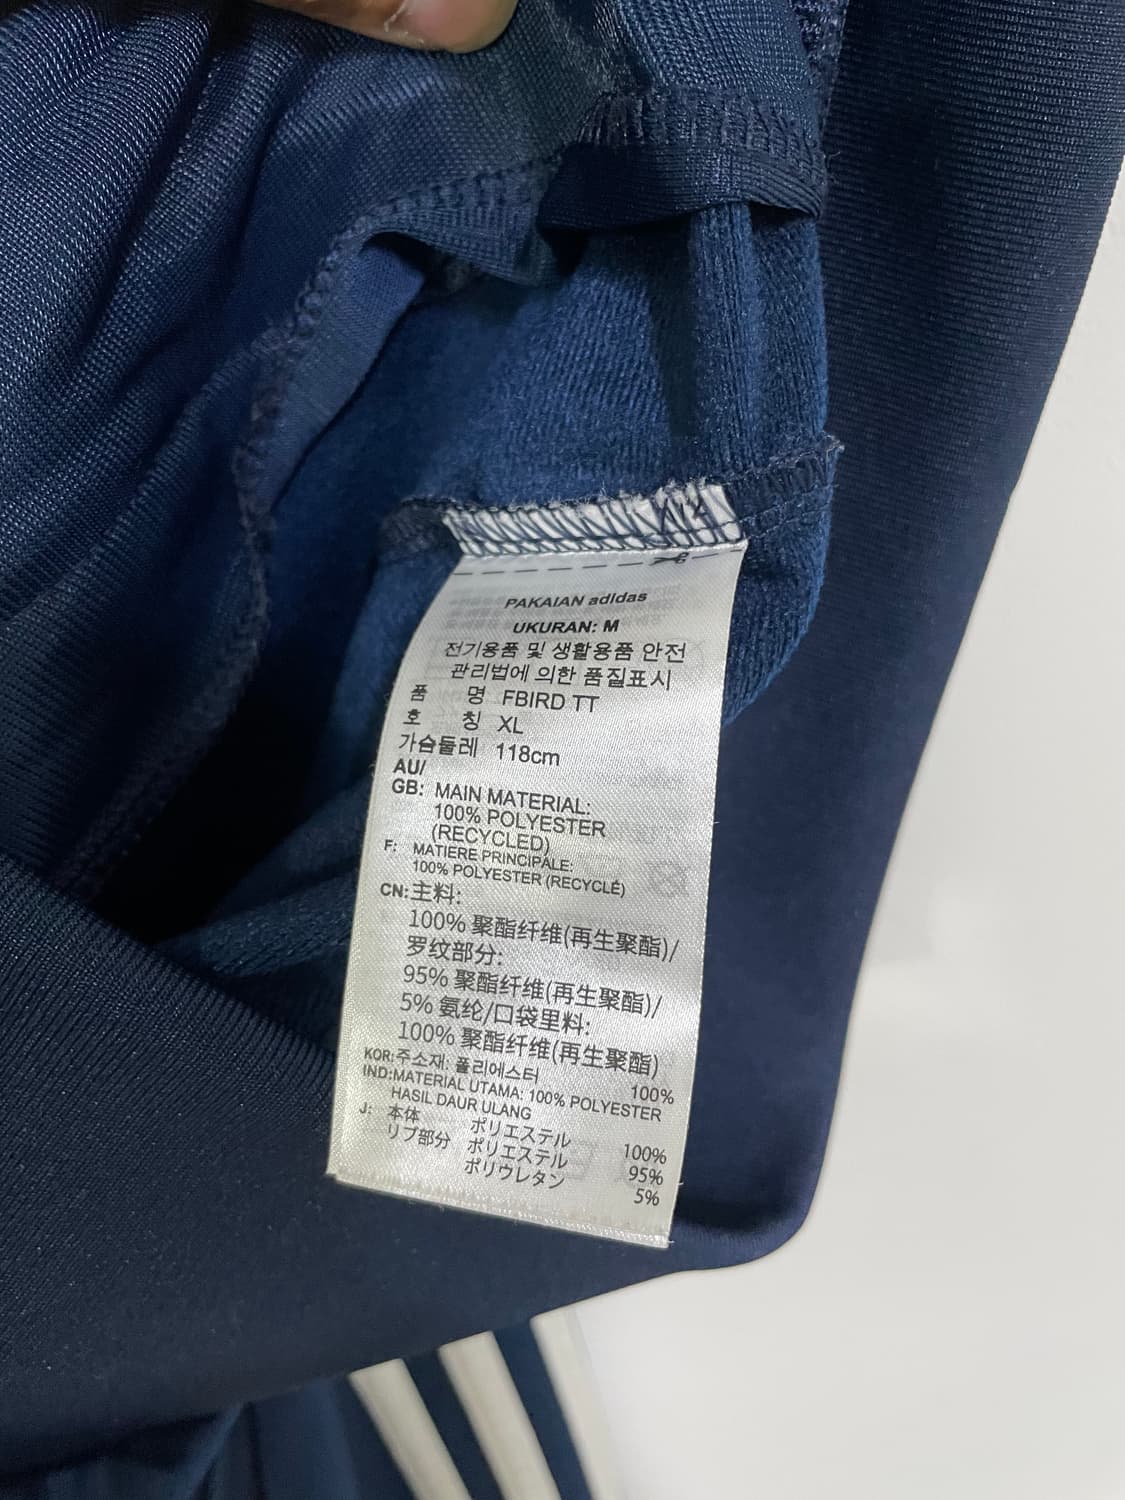 PAKAIAN adidas
UKURAN: M
전기용품 및 생활용품 안전
관리법에 의한 품질표시
품 명 FBIRD TT
호 칭 XL
가슴둘레 118cm
AU/
GB: MAIN MATERIAL:
100% POLYESTER
(RECYCLED)
F: MATIERE PRINCIPALE:
100% POLYESTER (RECYCLÉ)
CN: 主料:
100% 聚酯纤维(再生聚酯)/
罗纹部分:
95% 聚酯纤维(再生聚酯)/
5% 氨纶/口袋里料:
100% 聚酯纤维(再生聚酯)
KOR: 주소재: 폴리에스터 100%
IND: MATERIAL UTAMA: 100% POLYESTER
HASIL DAUR ULANG
J: 本体 ポリエステル 100%
リブ部分 ポリエステル 95%
ポリウレタン 5%